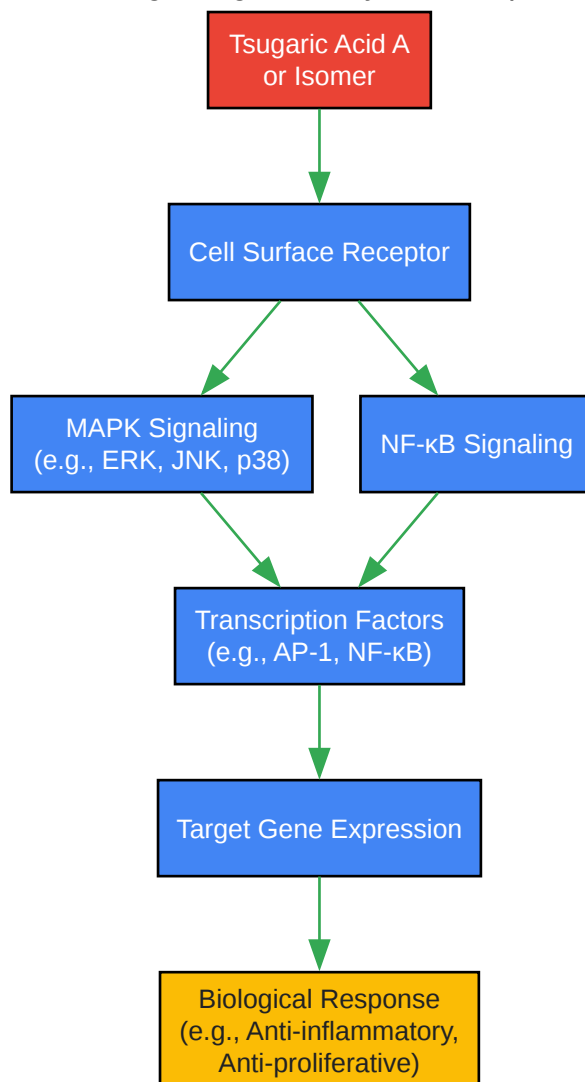 Tsugaric Acid A
or Isomer
Cell Surface Receptor
MAPK Signaling
(e.g., ERK, JNK, p38)
NF-κB Signaling
Transcription Factors
(e.g., AP-1, NF-κB)
Target Gene Expression
Biological Response
(e.g., Anti-inflammatory,
Anti-proliferative)